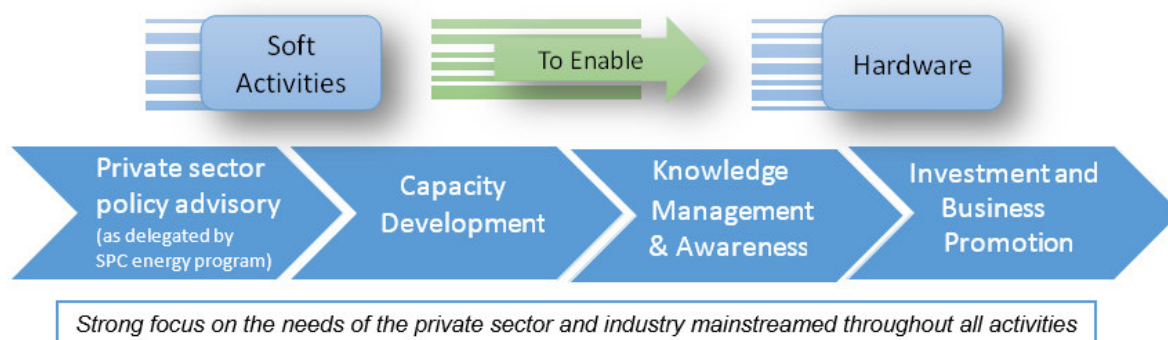 Soft
Activities
To Enable
Hardware
Private sector
policy advisory
(as delegated by
SPC energy program)
Capacity
Development
Knowledge
Management
& Awareness
Investment and
Business
Promotion
Strong focus on the needs of the private sector and industry mainstreamed throughout all activities